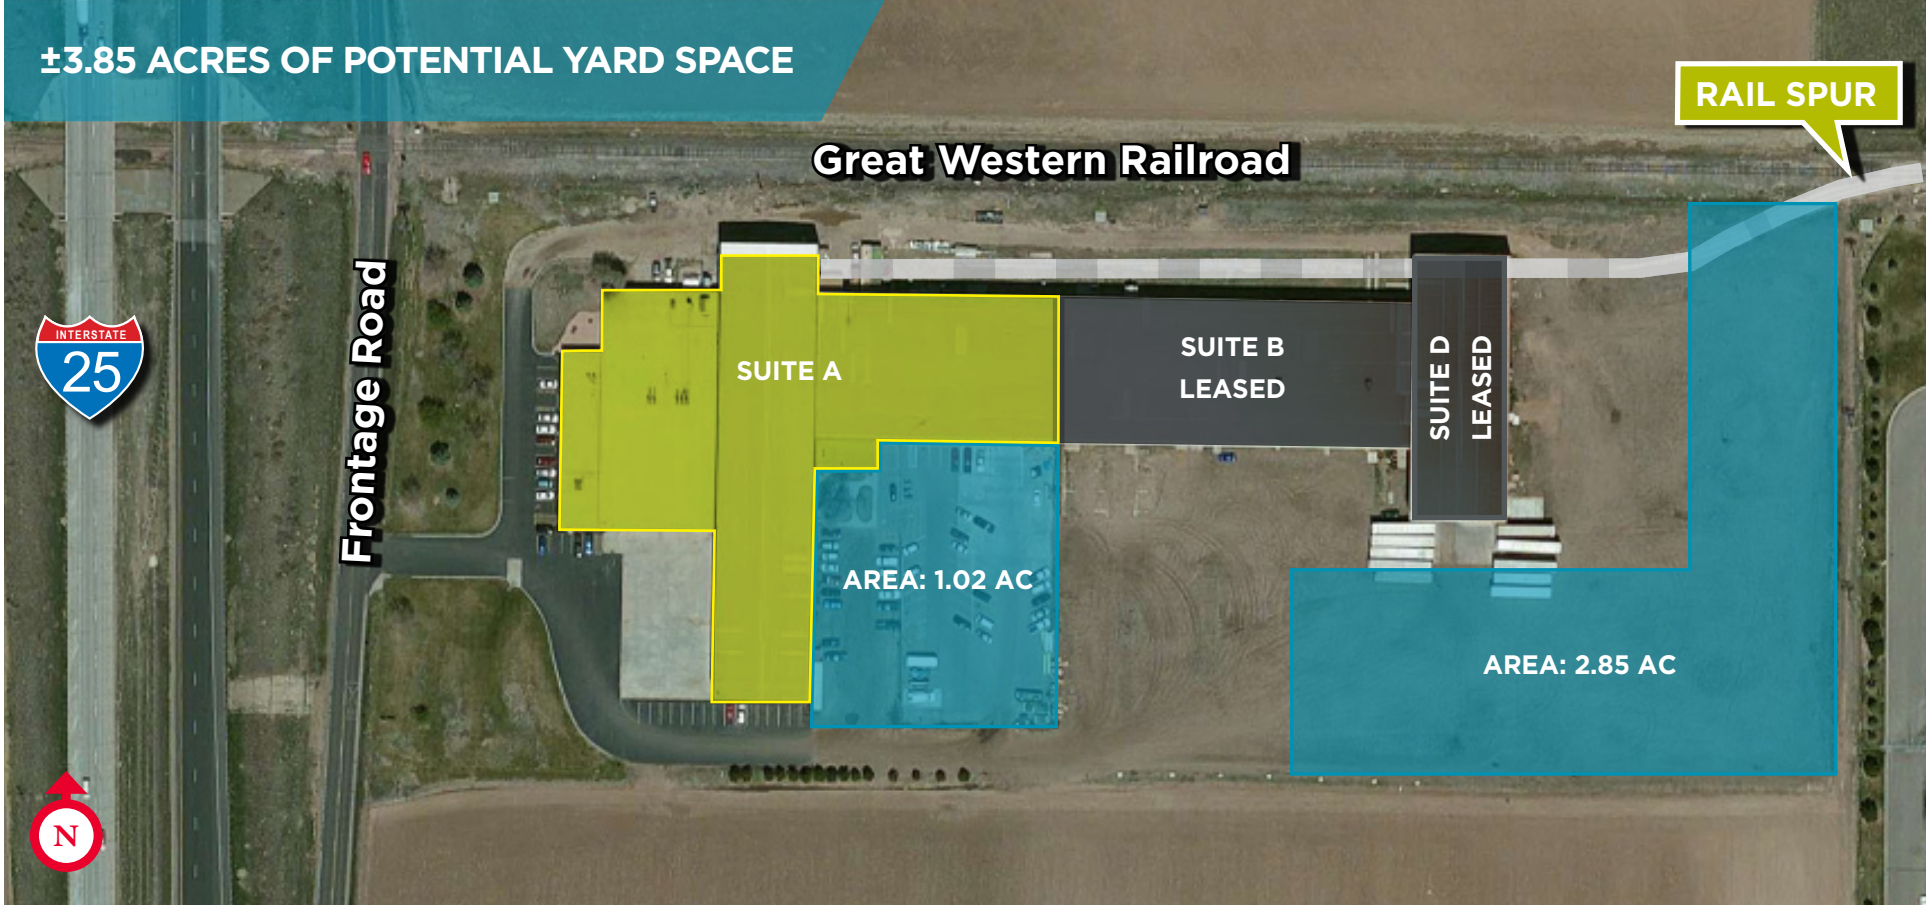 ±3.85 ACRES OF POTENTIAL YARD SPACE
RAIL SPUR
Great Western Railroad
Frontage Road
INTERSTATE
25
SUITE A
SUITE B
LEASED
SUITE D
LEASED
AREA: 1.02 AC
AREA: 2.85 AC
N